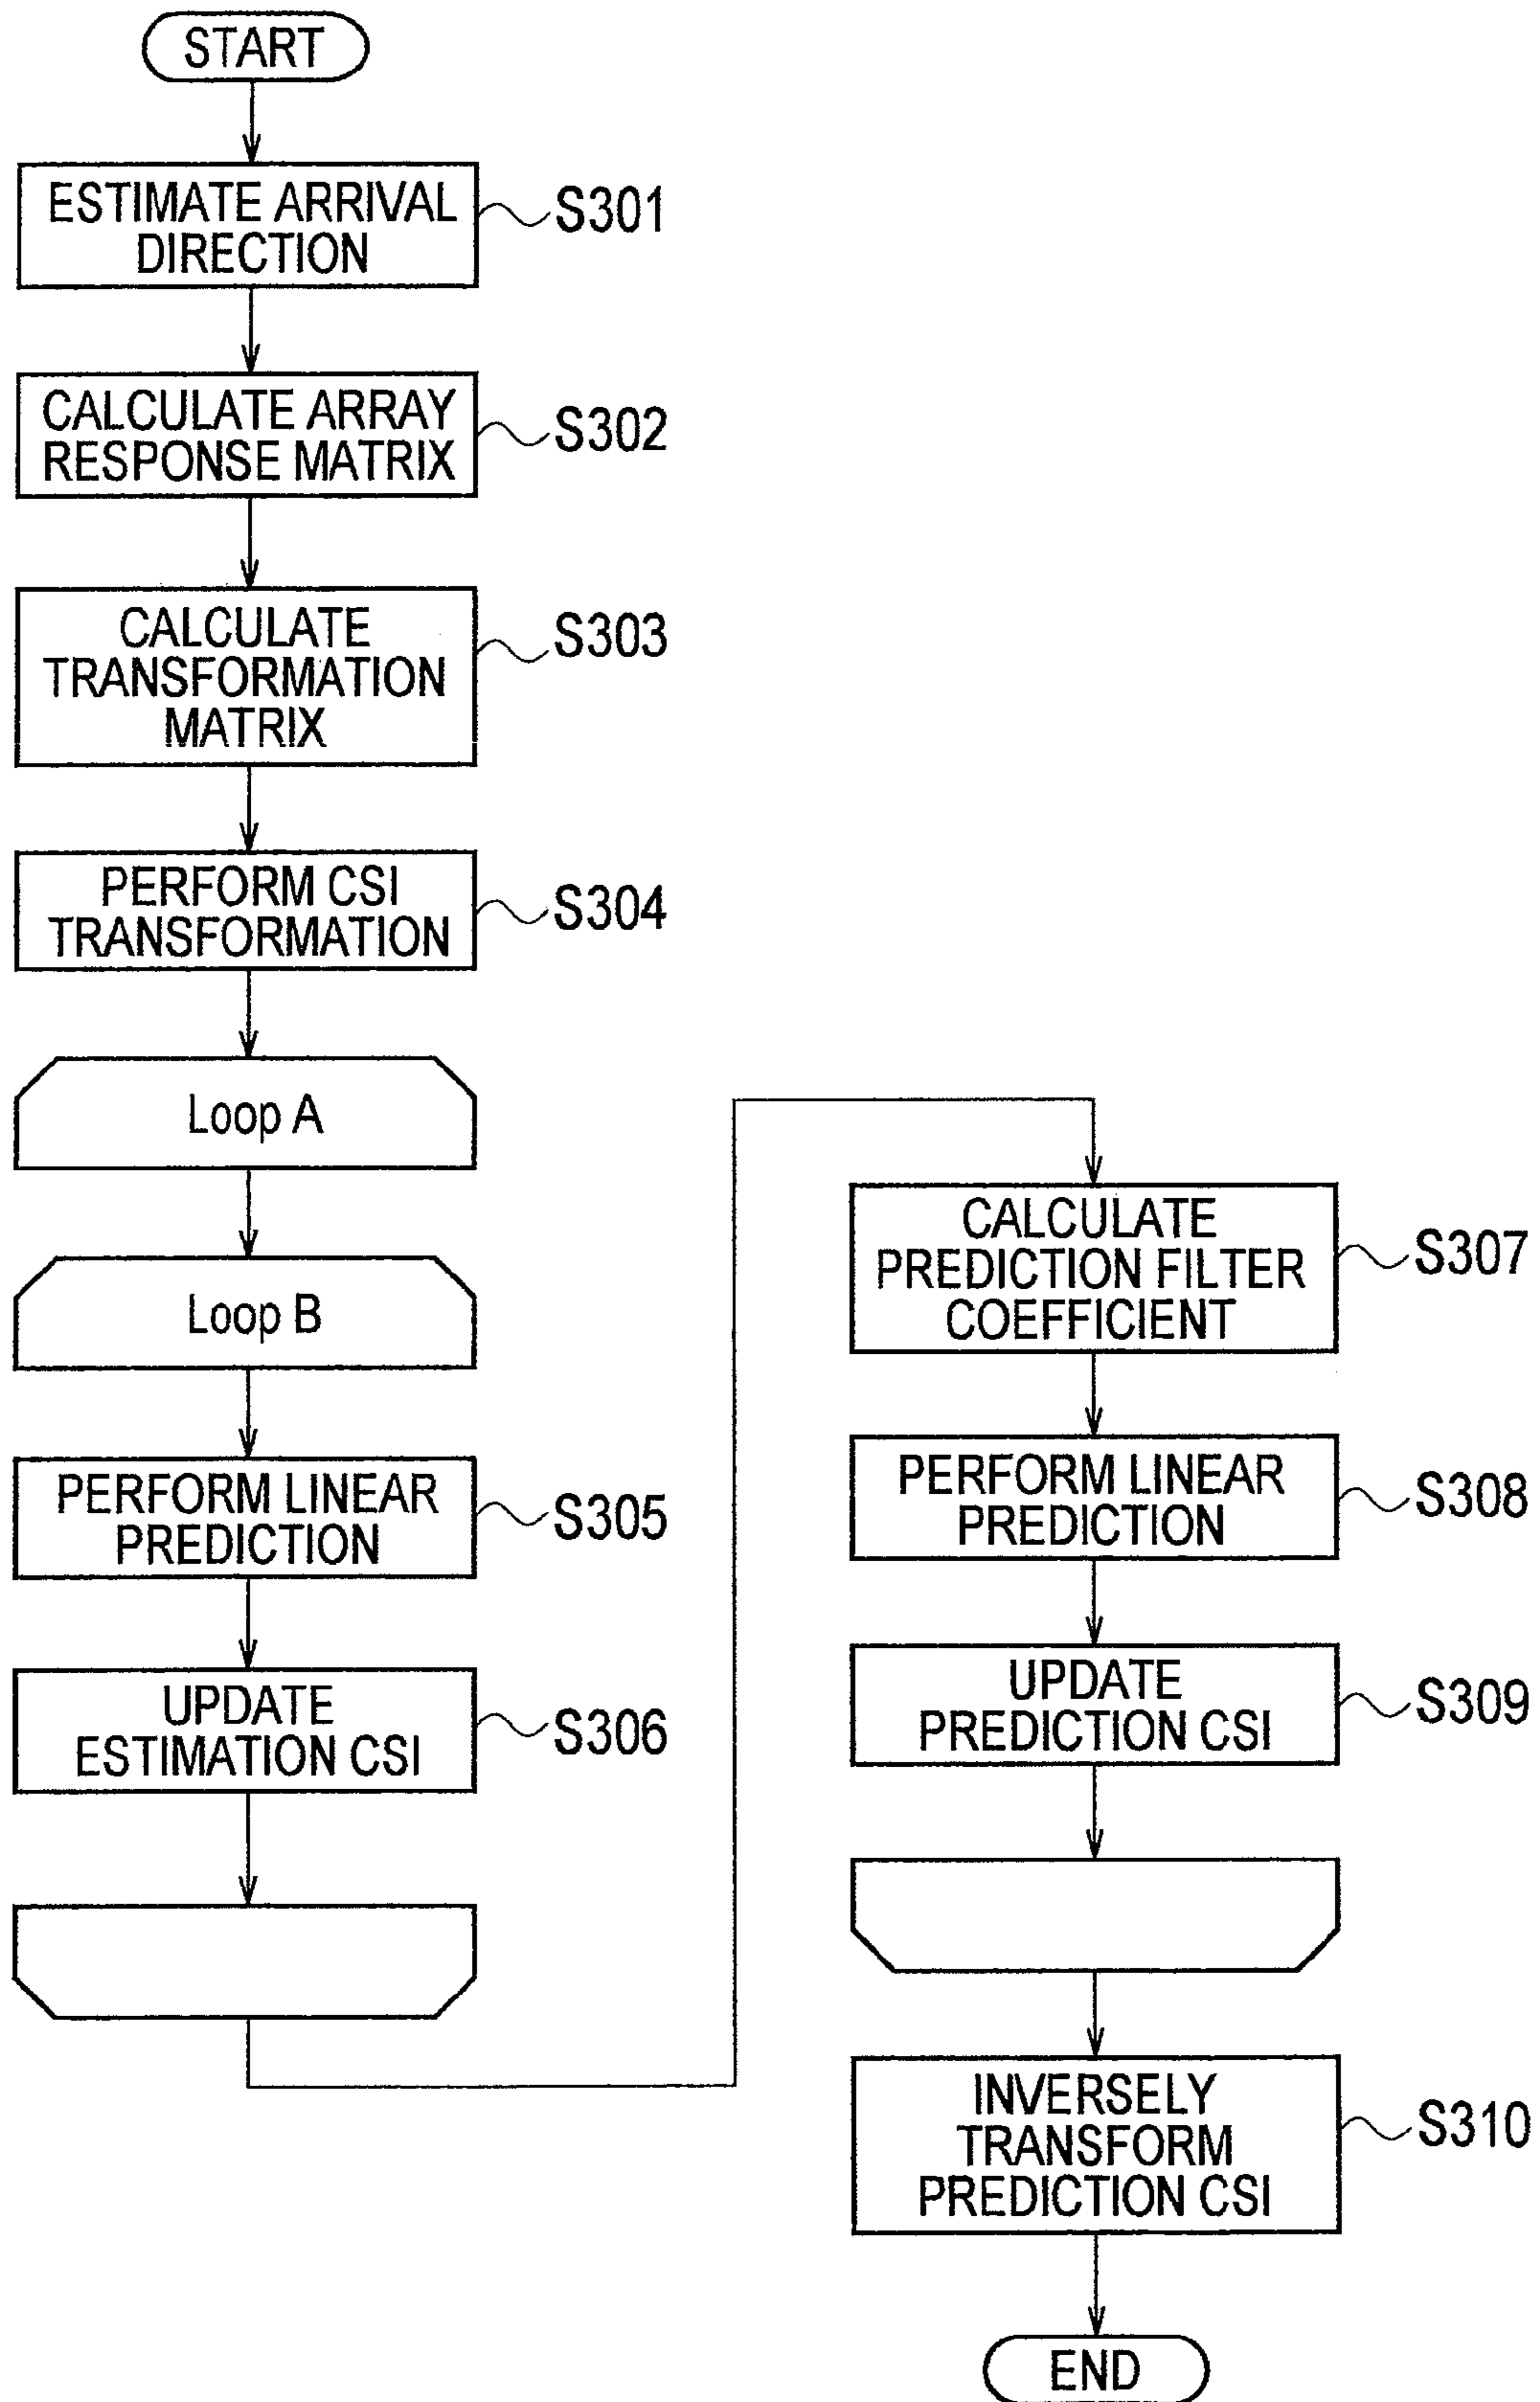 START
ESTIMATE ARRIVAL
DIRECTION
S301
CALCULATE ARRAY
RESPONSE MATRIX
S302
CALCULATE
TRANSFORMATION
MATRIX
S303
PERFORM CSI
TRANSFORMATION
S304
Loop A
Loop B
PERFORM LINEAR
PREDICTION
S305
UPDATE
ESTIMATION CSI
S306
CALCULATE
PREDICTION FILTER
COEFFICIENT
S307
PERFORM LINEAR
PREDICTION
S308
UPDATE
PREDICTION CSI
S309
INVERSELY
TRANSFORM
PREDICTION CSI
S310
END